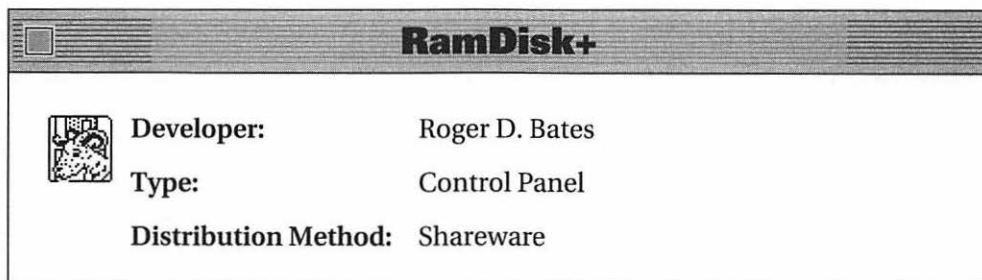 RamDisk+
Developer: Roger D. Bates
Type: Control Panel
Distribution Method: Shareware